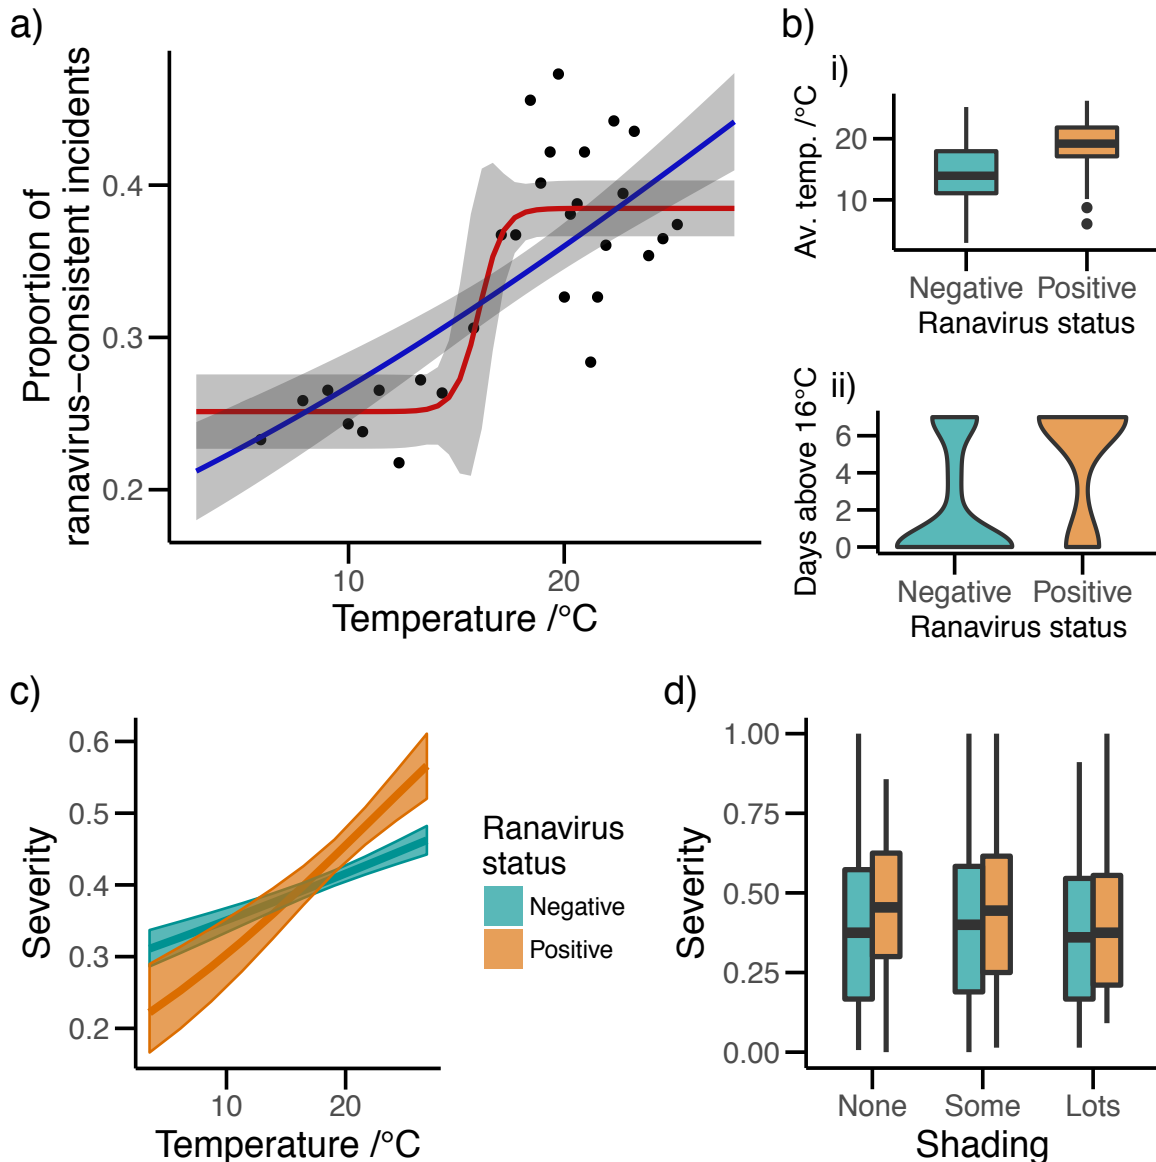 a)
Proportion of
ranavirus−consistent incidents
0.4
0.3
0.2
10
20
Temperature /°C
b)
i)
Av. temp. /°C
20
10
Negative
Positive
Ranavirus status
ii)
Days above 16°C
6
4
2
0
Negative
Positive
Ranavirus status
c)
Severity
0.6
0.5
0.4
0.3
0.2
10
20
Temperature /°C
Ranavirus
status
Negative
Positive
d)
Severity
1.00
0.75
0.50
0.25
0.00
None
Some
Lots
Shading